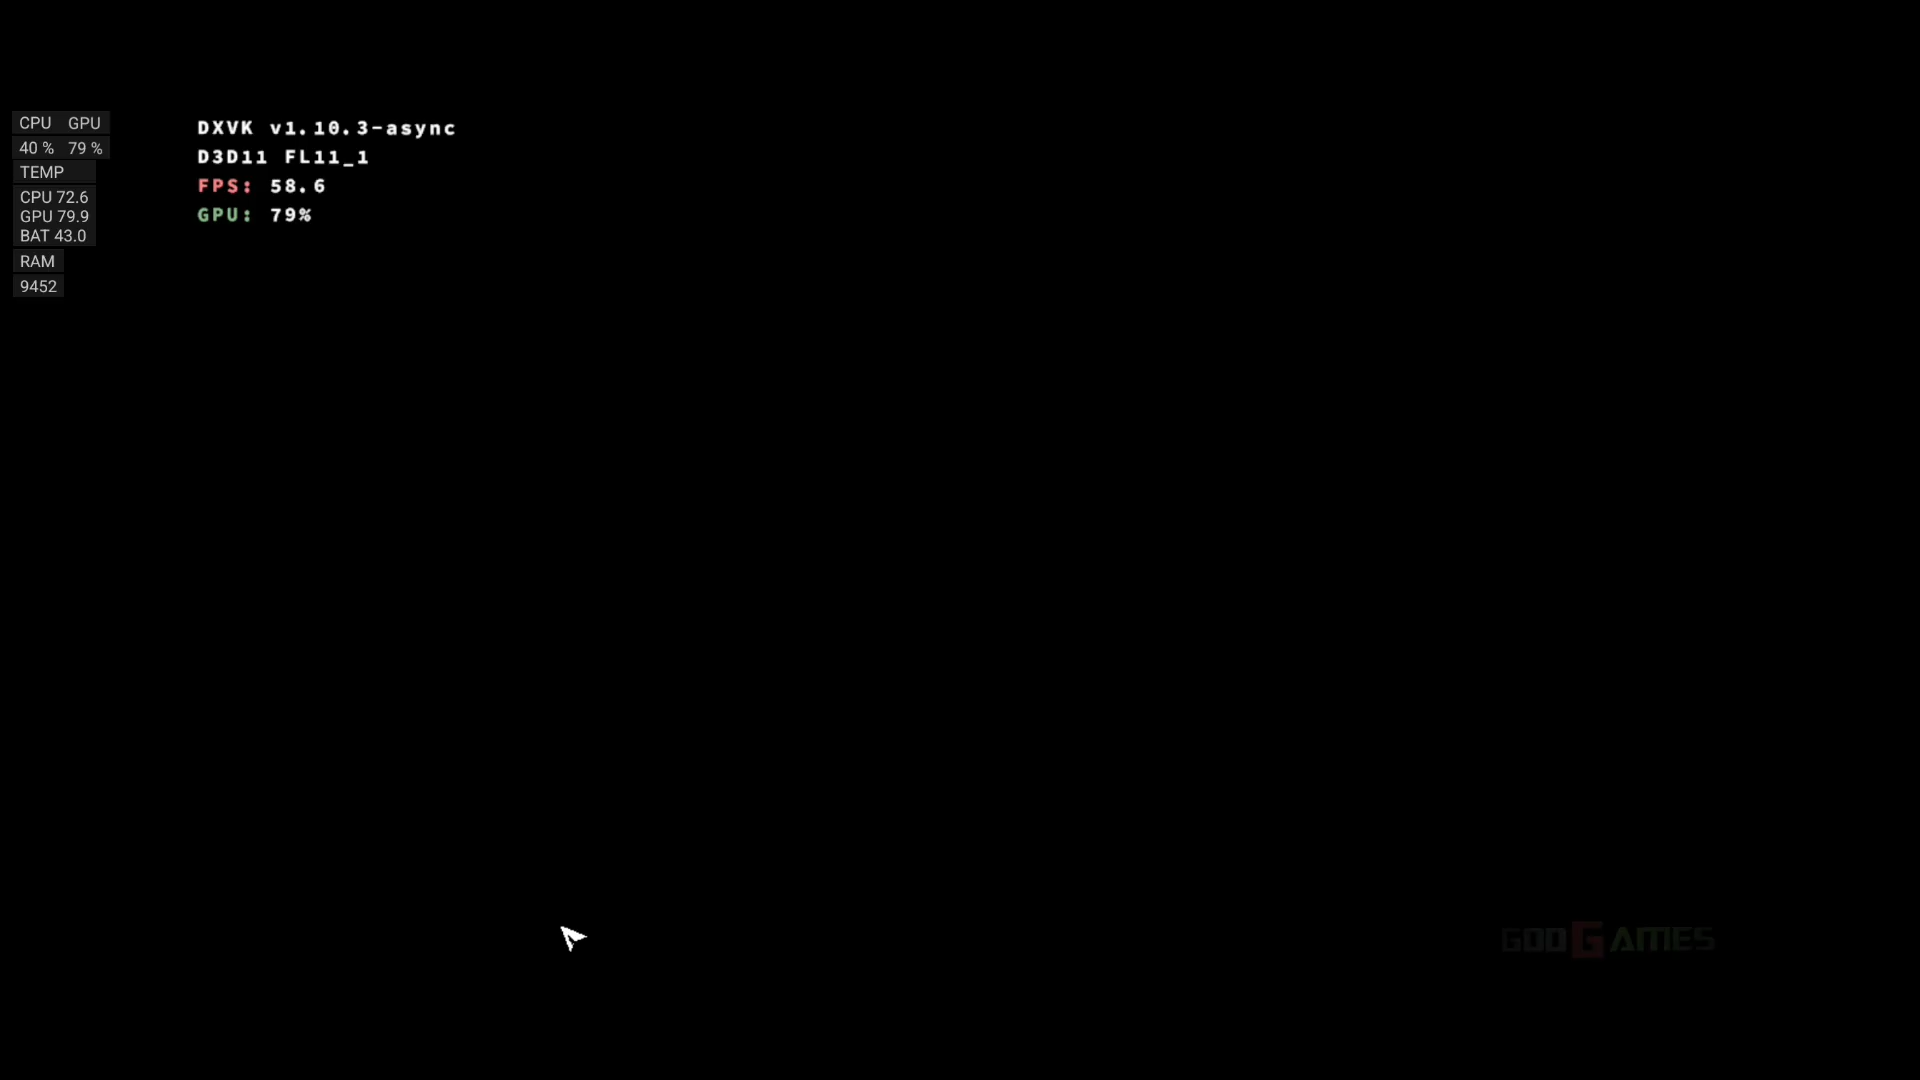 CPU GPU
40 % 79 %
TEMP
CPU 72.6
GPU 79.9
BAT 43.0
RAM
9452
DXVK v1.10.3-async
D3D11 FL11_1
FPS: 58.6
GPU: 79%
GODGAMES